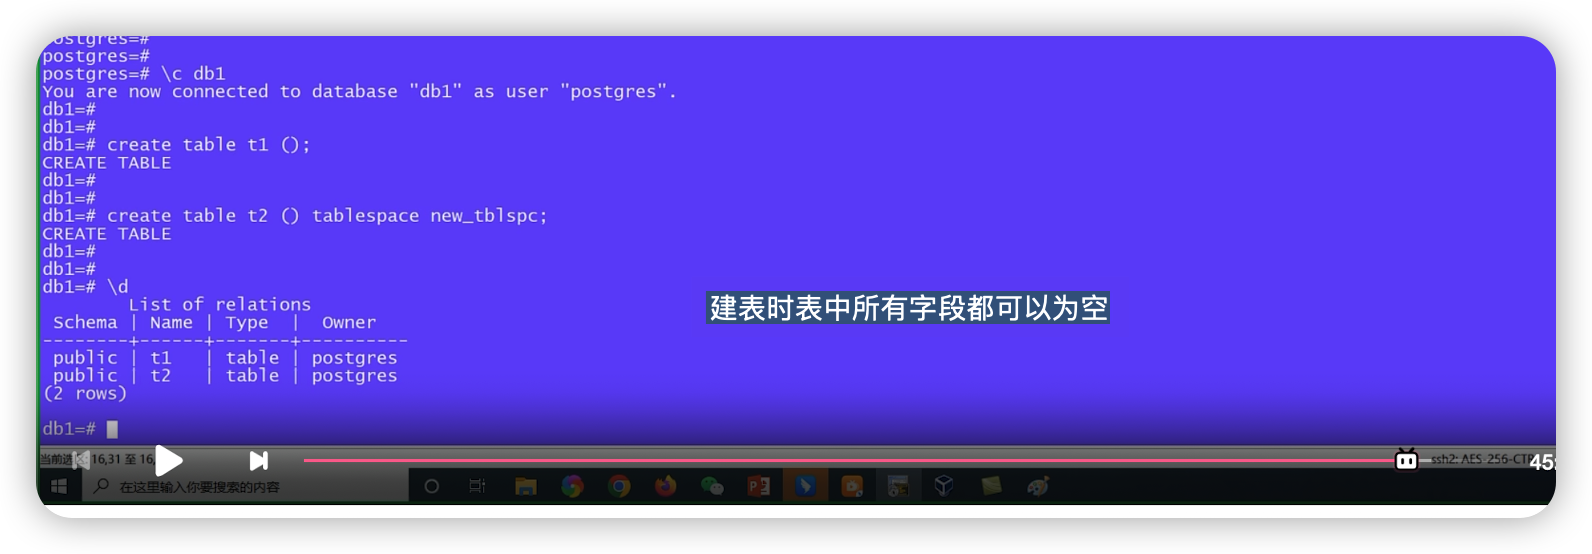 postgres=#
postgres=#
postgres=# \c db1
You are now connected to database "db1" as user "postgres".
db1=#
db1=#
db1=# create table t1 ();
CREATE TABLE
db1=#
db1=#
db1=# create table t2 () tablespace new_tblspc;
CREATE TABLE
db1=#
db1=#
db1=# \d
List of relations
Schema | Name | Type | Owner
--------+------+-------+----------
public | t1 | table | postgres
public | t2 | table | postgres
(2 rows)
建表时表中所有字段都可以为空
db1=#
当前选 16,31 至 16,
ssh2: AES-256-CTR
45:
在这里输入你要搜索的内容